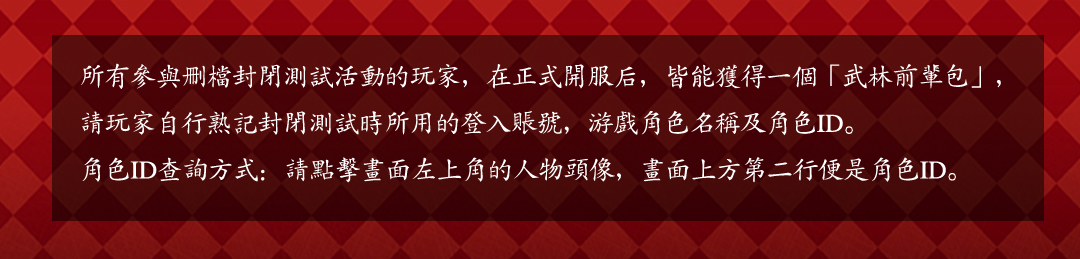 所有參與删檔封閉測試活動的玩家，在正式開服后，皆能獲得一個「武林前輩包」，
請玩家自行熟記封閉測試時所用的登入賬號，游戲角色名稱及角色ID。
角色ID查詢方式：請點擊畫面左上角的人物頭像，畫面上方第二行便是角色ID。